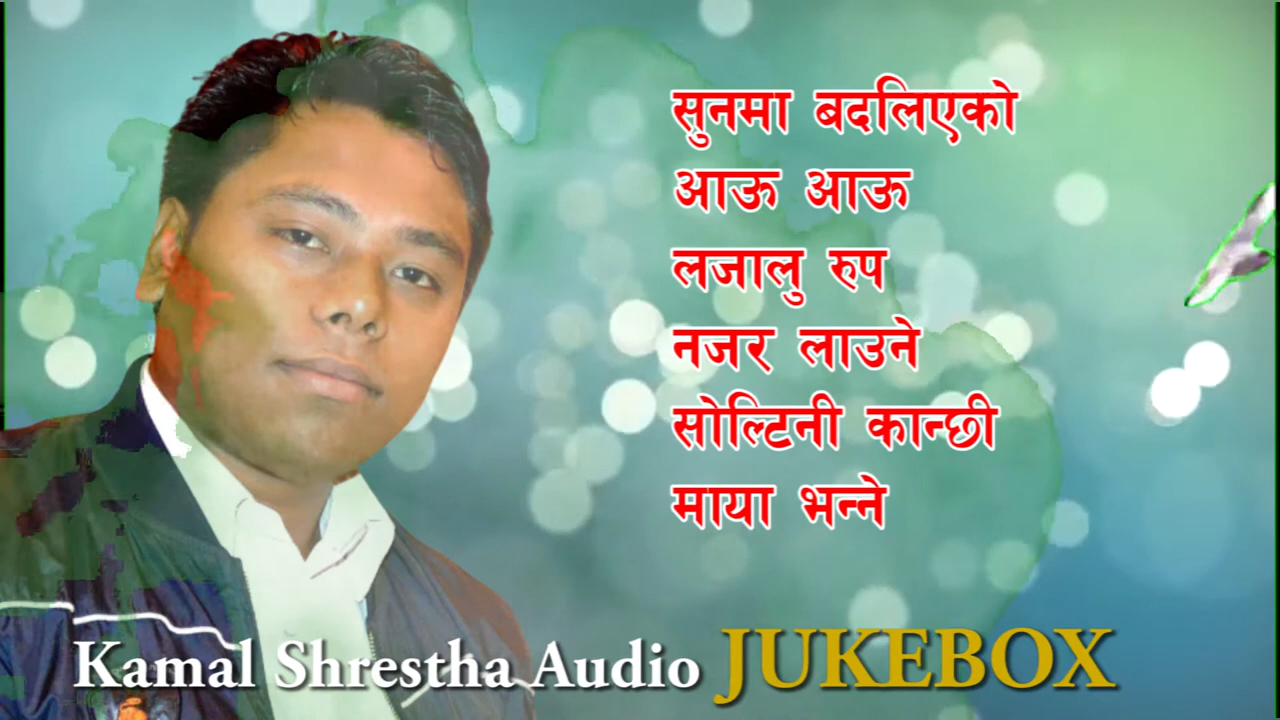 सुनमा बदलिएको
आऊ आऊ
लजालु रुप
नजर लाउने
सोल्टिनी कान्छी
माया भन्ने
Kamal Shrestha Audio JUKEBOX